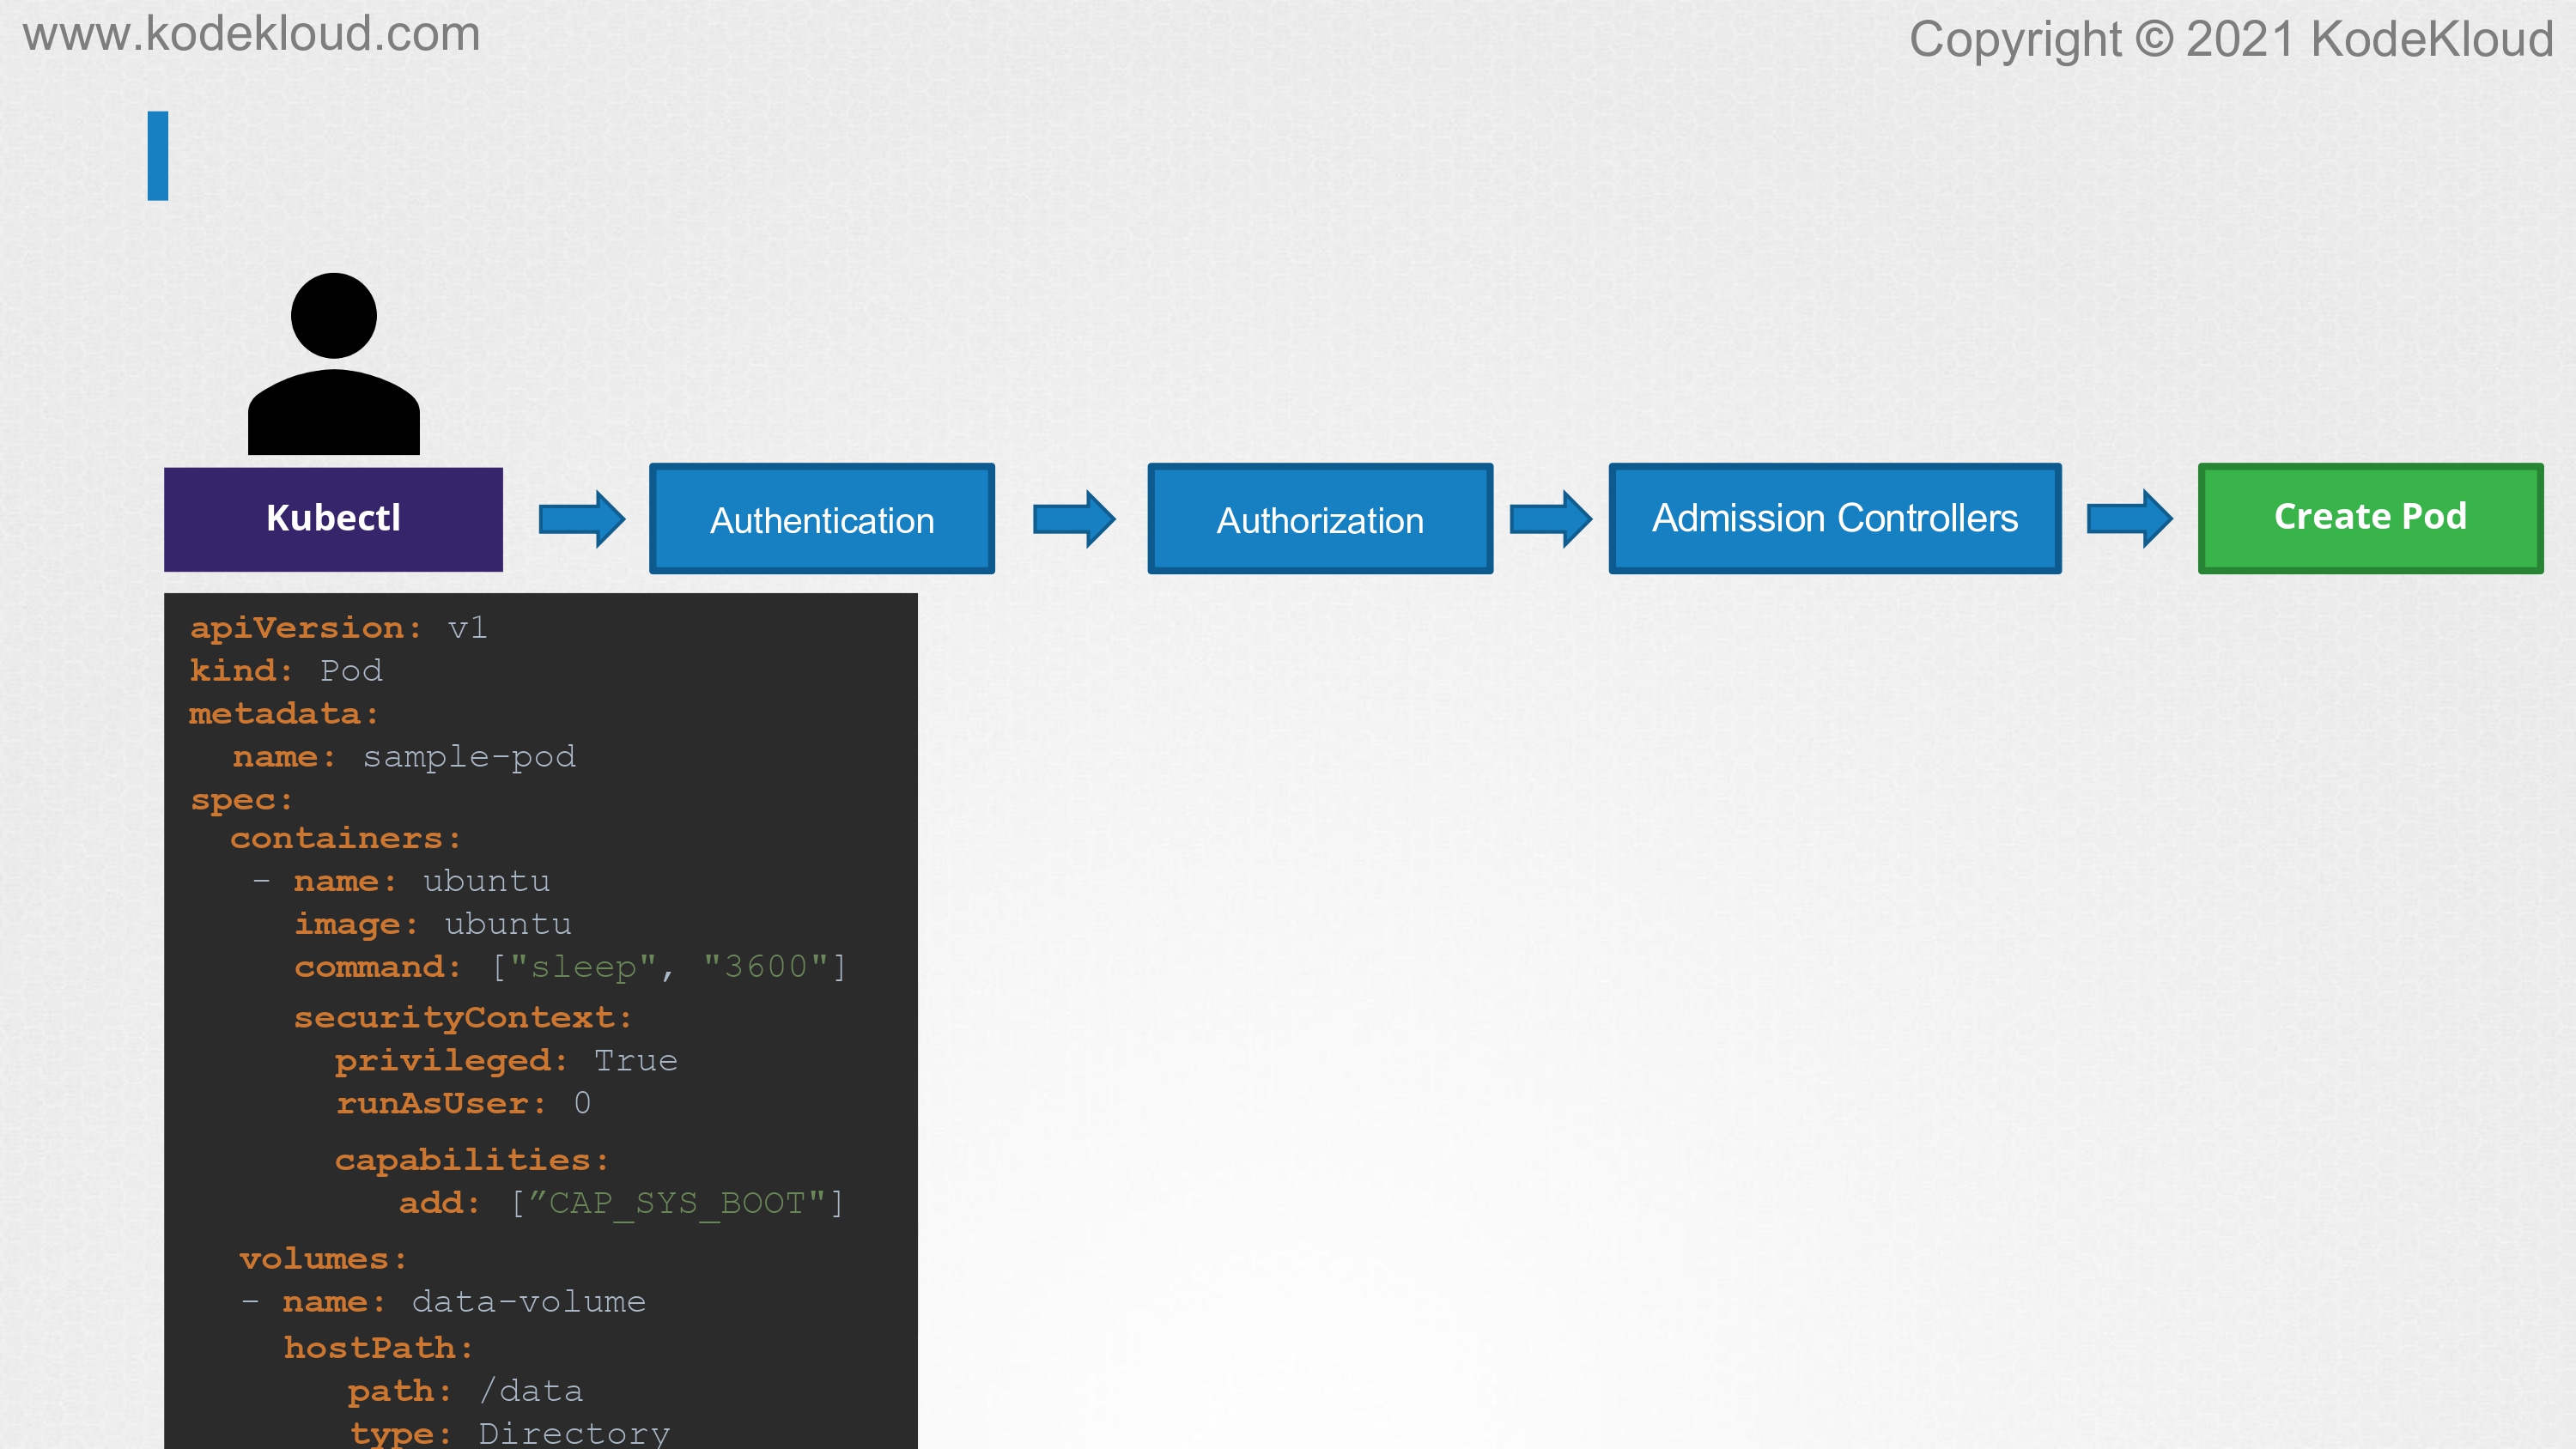 www.kodekloud.com
Copyright © 2021 KodeKloud
Kubectl
Authentication
Authorization
Admission Controllers
Create Pod
apiVersion: v1
kind: Pod
metadata:
  name: sample-pod
spec:
  containers:
   - name: ubuntu
     image: ubuntu
     command: ["sleep", "3600"]
     securityContext:
       privileged: True
       runAsUser: 0
       capabilities:
          add: [”CAP_SYS_BOOT"]
  volumes:
  - name: data-volume
    hostPath:
       path: /data
       type: Directory